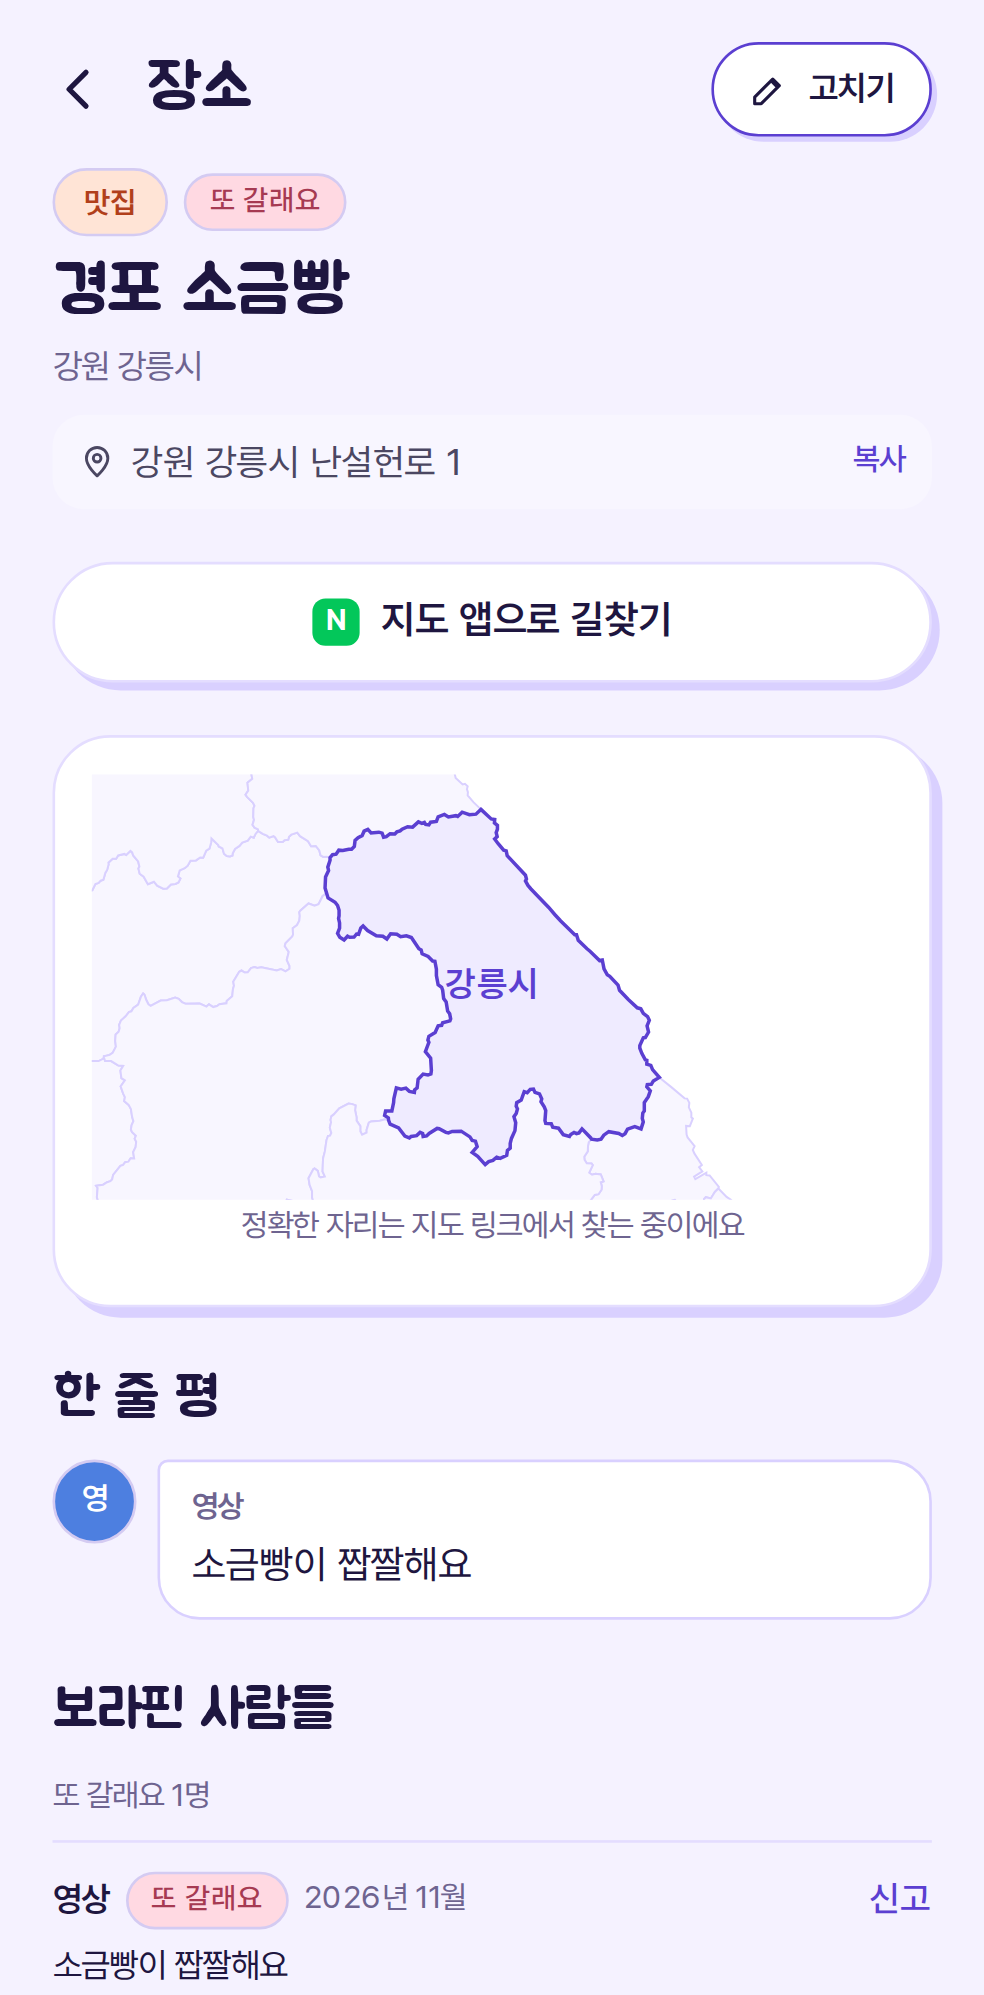 장소
고치기
맛집
또 갈래요
경포 소금빵
강원 강릉시
강원 강릉시 난설헌로 1
복사
N 지도 앱으로 길찾기
강릉시
정확한 자리는 지도 링크에서 찾는 중이에요
한 줄 평
영
영상
소금빵이 짭짤해요
보라핀 사람들
또 갈래요 1명
영상 또 갈래요 2026년 11월 신고
소금빵이 짭짤해요